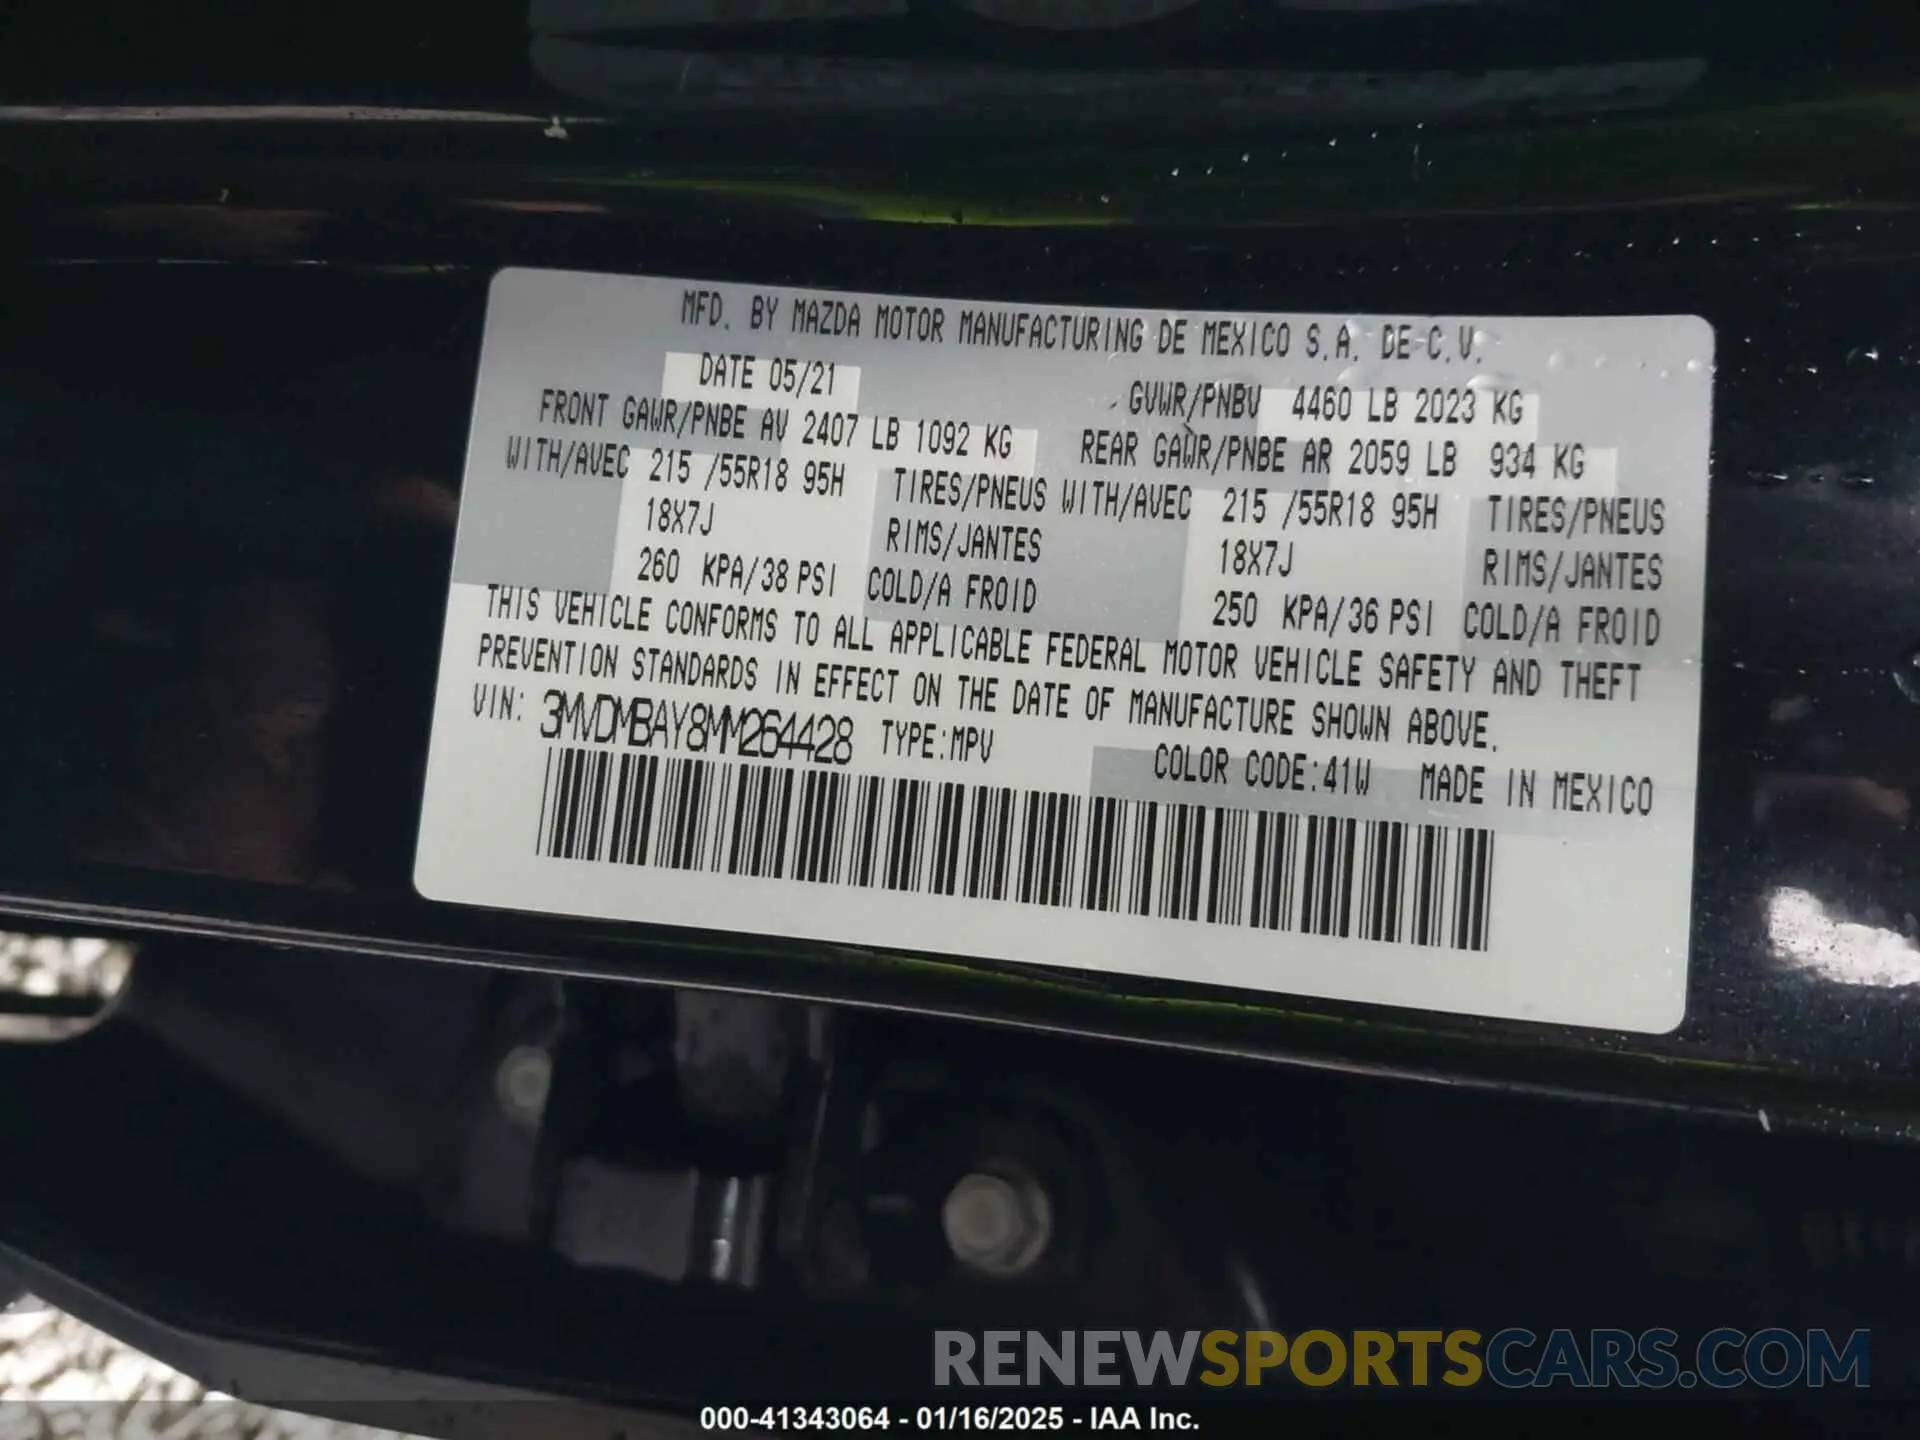 MFD. BY MAZDA MOTOR MANUFACTURING DE MEXICO S.A. DE C.V.
DATE 05/21 GVWR/PNBV 4460 LB 2023 KG
FRONT GAWR/PNBE AV 2407 LB 1092 KG REAR GAWR/PNBE AR 2059 LB 934 KG
WITH/AVEC 215 /55R18 95H TIRES/PNEUS WITH/AVEC 215 /55R18 95H TIRES/PNEUS
18X7J RIMS/JANTES 18X7J RIMS/JANTES
260 KPA/38 PSI COLD/A FROID 250 KPA/36 PSI COLD/A FROID
THIS VEHICLE CONFORMS TO ALL APPLICABLE FEDERAL MOTOR VEHICLE SAFETY AND THEFT
PREVENTION STANDARDS IN EFFECT ON THE DATE OF MANUFACTURE SHOWN ABOVE.
VIN: 3MVDMBAY8MM264428 TYPE:MPV COLOR CODE:41W MADE IN MEXICO
RENEWSPORTSCARS.COM
000-41343064 - 01/16/2025 - IAA Inc.